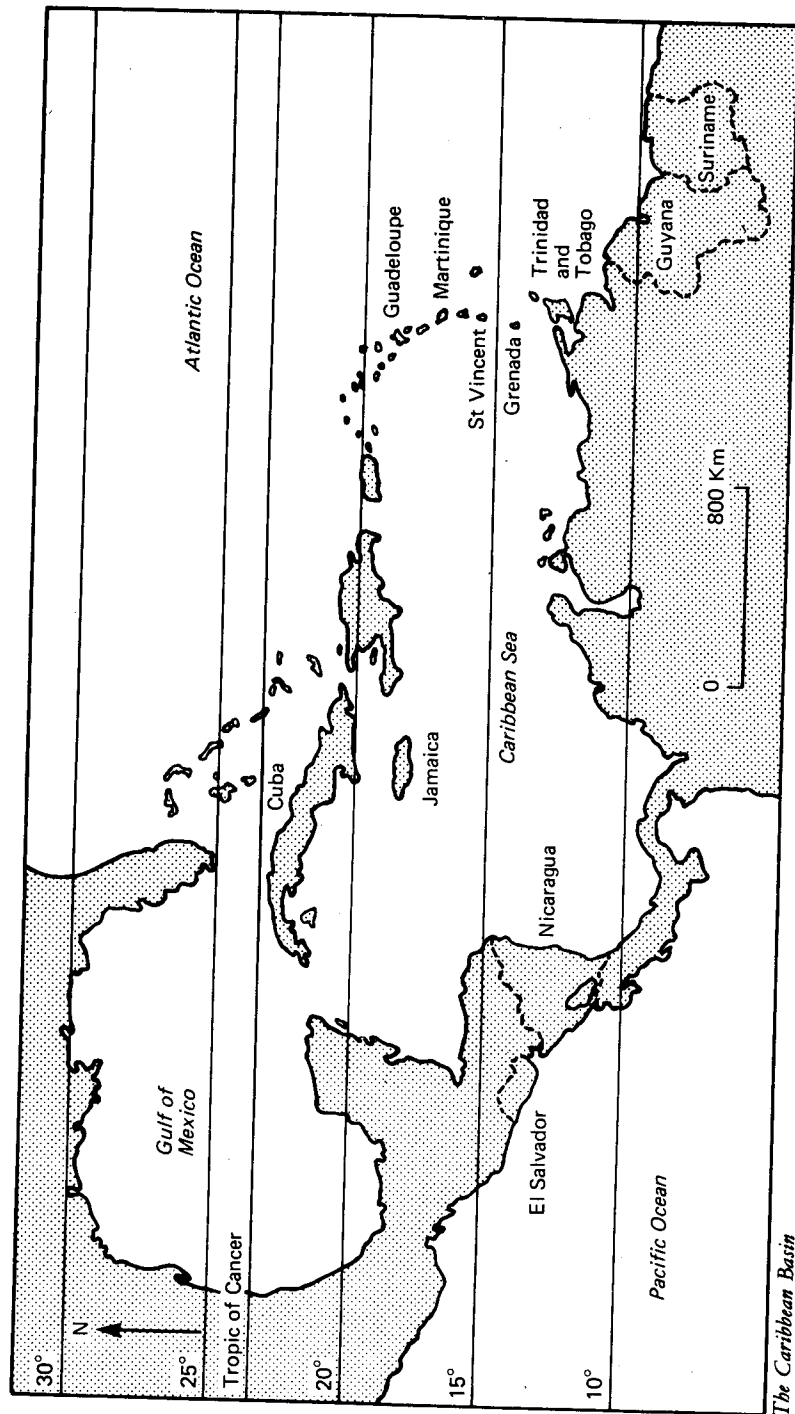 30°
N
25°
Tropic of Cancer
20°
15°
10°
Gulf of
Mexico
Atlantic Ocean
Cuba
Jamaica
Guadeloupe
Martinique
St Vincent
Grenada
Trinidad
and
Tobago
Caribbean Sea
Nicaragua
El Salvador
Pacific Ocean
Guyana
Suriname
0 800 Km
The Caribbean Basin